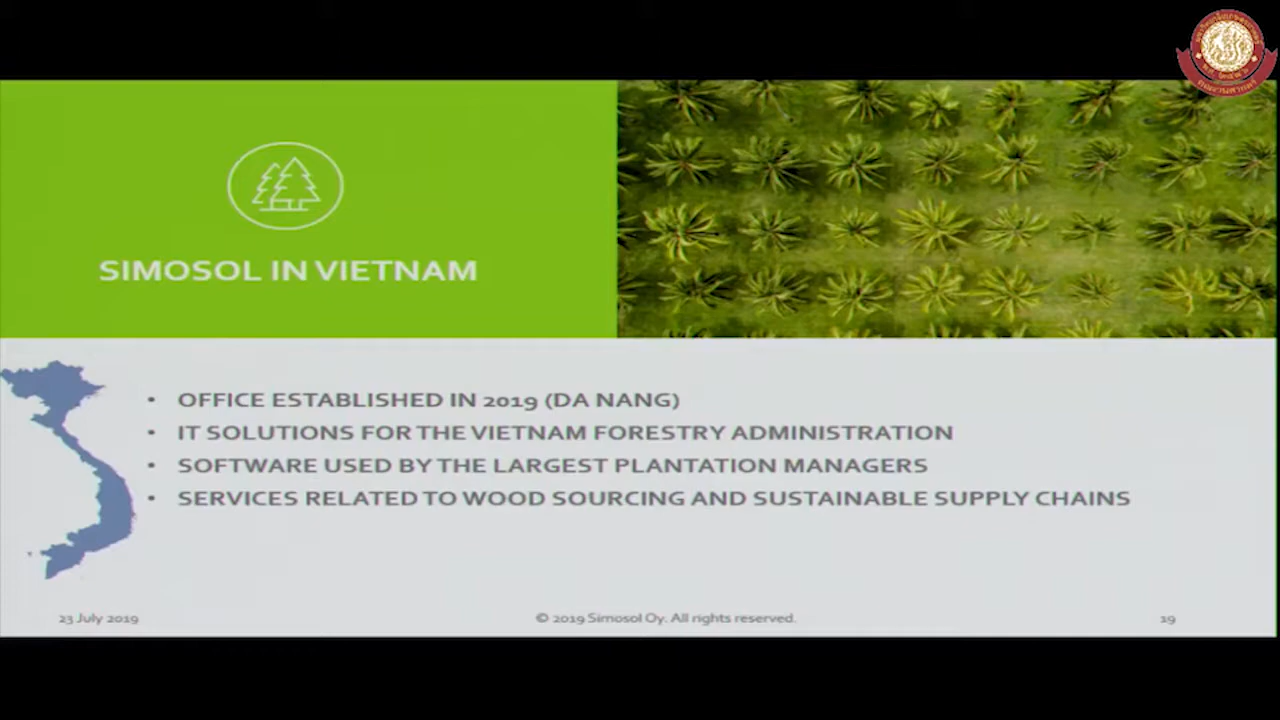 SIMOSOL IN VIETNAM
• OFFICE ESTABLISHED IN 2019 (DA NANG)
• IT SOLUTIONS FOR THE VIETNAM FORESTRY ADMINISTRATION
• SOFTWARE USED BY THE LARGEST PLANTATION MANAGERS
• SERVICES RELATED TO WOOD SOURCING AND SUSTAINABLE SUPPLY CHAINS
23 July 2019
© 2019 Simosol Oy. All rights reserved.
19